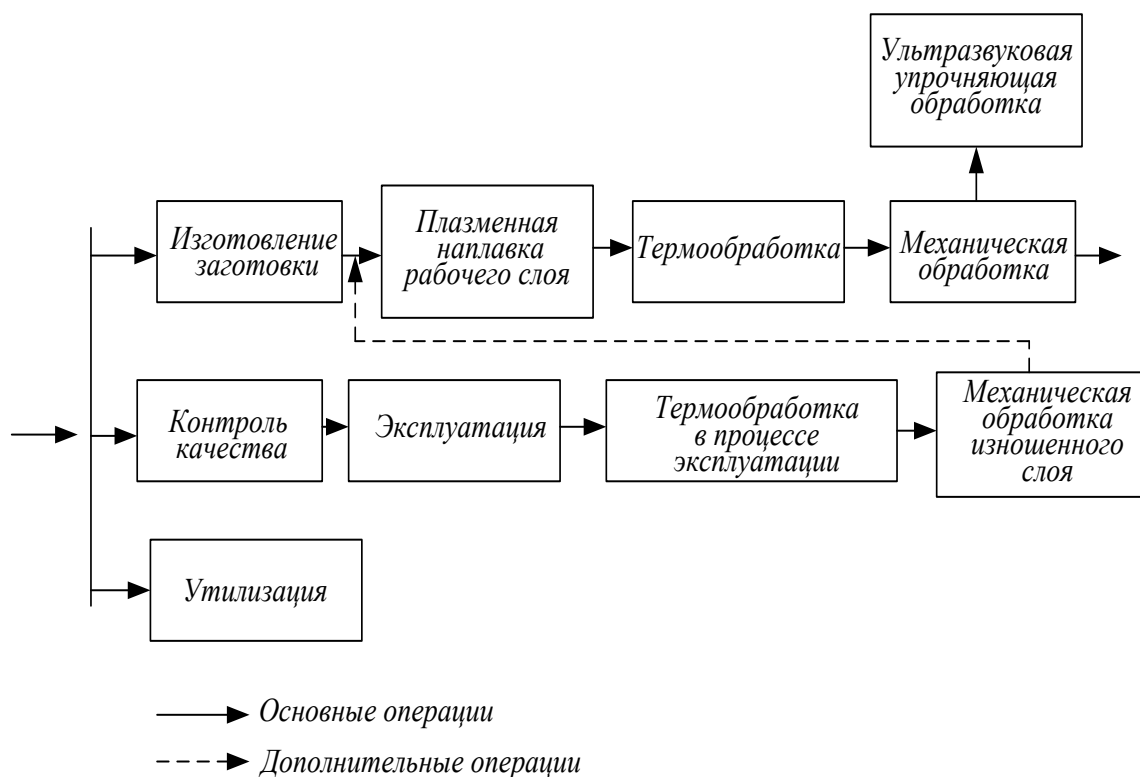 Ультразвуковая
упрочняющая
обработка
Изготовление
заготовки
Плазменная
наплавка
рабочего слоя
Термообработка
Механическая
обработка
Контроль
качества
Эксплуатация
Термообработка
в процессе
эксплуатации
Механическая
обработка
изношенного
слоя
Утилизация
Основные операции
Дополнительные операции